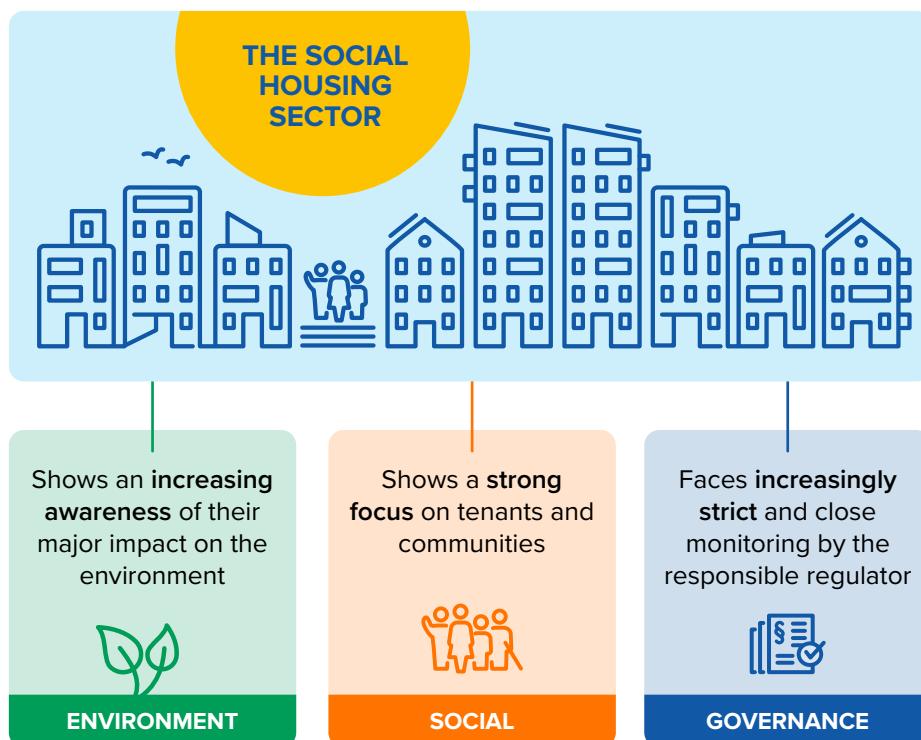 THE SOCIAL
HOUSING
SECTOR
Shows an increasing
awareness of their
major impact on the
environment
ENVIRONMENT
Shows a strong
focus on tenants and
communities
SOCIAL
Faces increasingly
strict and close
monitoring by the
responsible regulator
§
GOVERNANCE